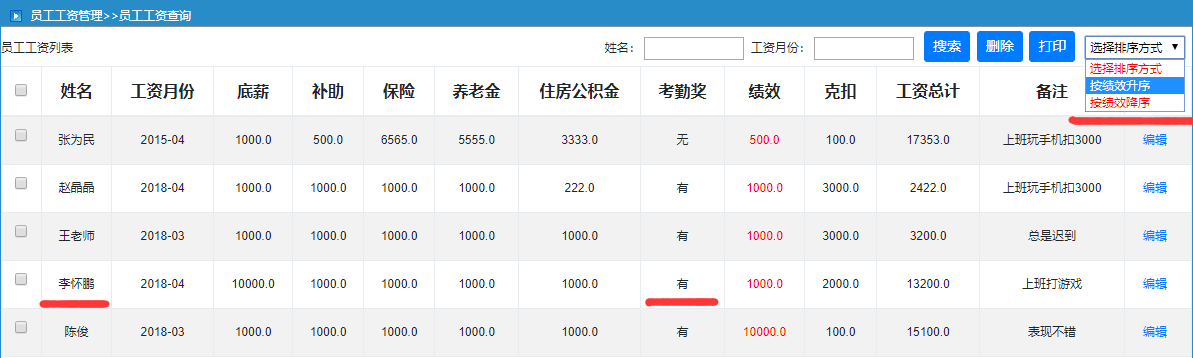 员工工资管理>>员工工资查询
员工工资列表 姓名: 工资月份: 搜索 删除 打印 选择排序方式
选择排序方式
按绩效升序
按绩效降序
姓名 工资月份 底薪 补助 保险 养老金 住房公积金 考勤奖 绩效 克扣 工资总计 备注
张为民 2015-04 1000.0 500.0 6565.0 5555.0 3333.0 无 500.0 100.0 17353.0 上班玩手机扣3000 编辑
赵晶晶 2018-04 1000.0 1000.0 1000.0 1000.0 222.0 有 1000.0 3000.0 2422.0 上班玩手机扣3000 编辑
王老师 2018-03 1000.0 1000.0 1000.0 1000.0 1000.0 有 1000.0 3000.0 3200.0 总是迟到 编辑
李怀鹏 2018-04 10000.0 1000.0 1000.0 1000.0 1000.0 有 1000.0 2000.0 13200.0 上班打游戏 编辑
陈俊 2018-03 1000.0 1000.0 1000.0 1000.0 1000.0 有 10000.0 100.0 15100.0 表现不错 编辑